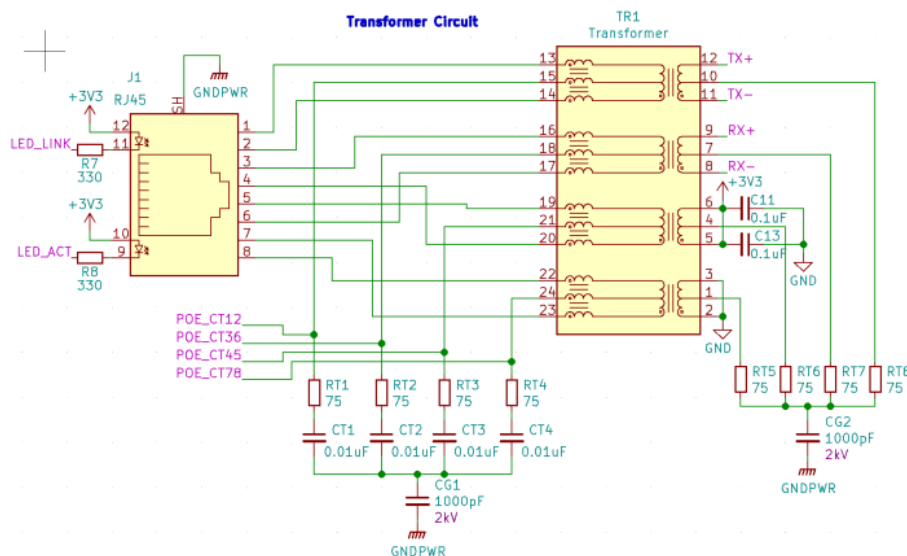 Transformer Circuit
TR1
Transformer
J1
RJ45
SH
GNDPWR
+3V3
12
11
LED_LINK
R7
330
+3V3
10
9
LED_ACT
R8
330
1
2
3
4
5
6
7
8
13
15
14
16
18
17
19
21
20
22
24
23
12
10
11
9
7
8
6
4
5
3
1
2
TX+
TX-
RX+
RX-
+3V3
C11
0.1uF
C13
0.1uF
GND
GND
POE_CT12
POE_CT36
POE_CT45
POE_CT78
RT1
75
RT2
75
RT3
75
RT4
75
CT1
0.01uF
CT2
0.01uF
CT3
0.01uF
CT4
0.01uF
CG1
1000pF
2kV
GNDPWR
RT5
75
RT6
75
RT7
75
RT8
75
CG2
1000pF
2kV
GNDPWR